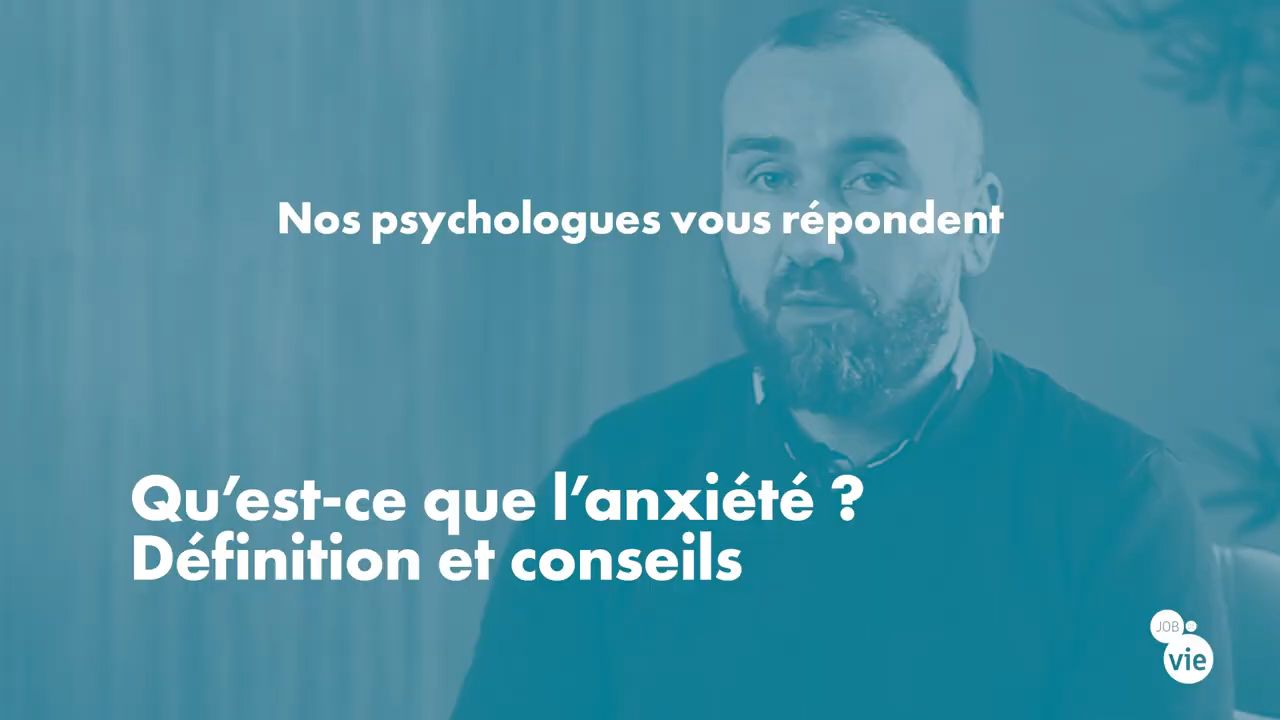 Nos psychologues vous répondent
Qu’est-ce que l’anxiété ?
Définition et conseils
JOB
vie